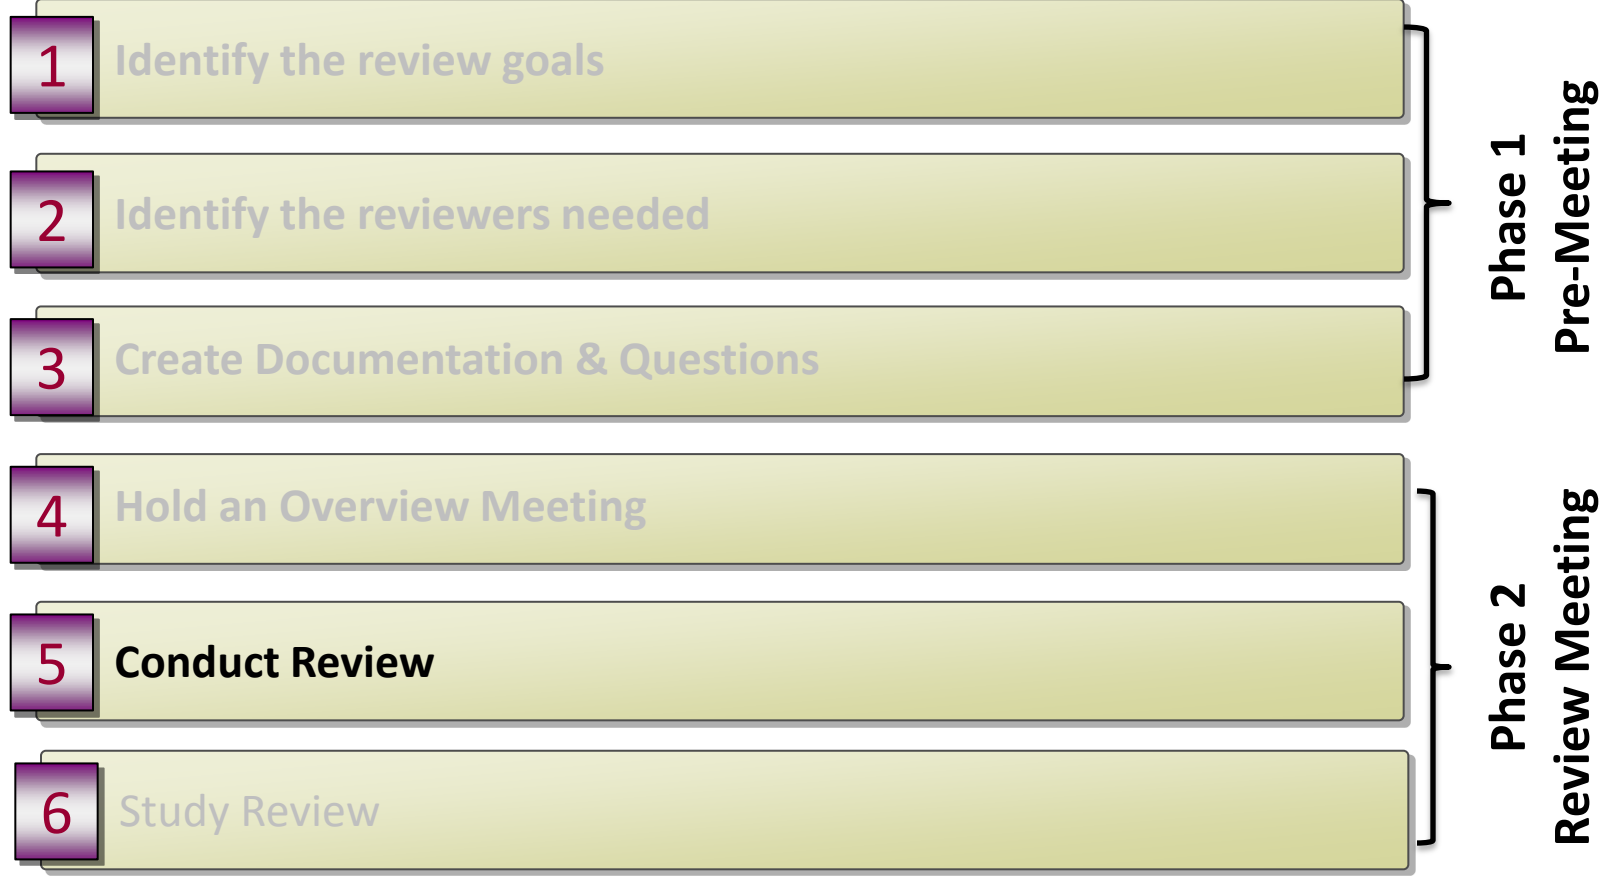 1
Identify the review goals
2
Identify the reviewers needed
3
Create Documentation & Questions
Phase 1
Pre-Meeting
4
Hold an Overview Meeting
5
Conduct Review
6
Study Review
Phase 2
Review Meeting